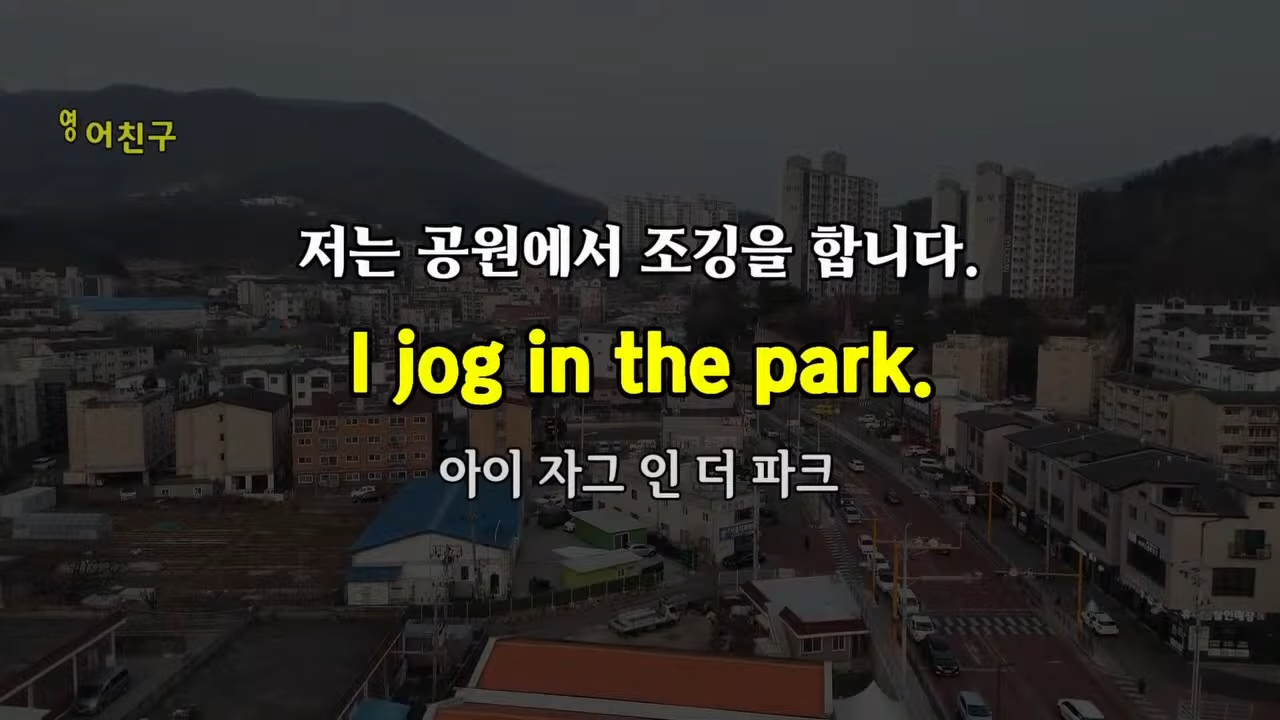 영어친구
저는 공원에서 조깅을 합니다.
I jog in the park.
아이 자그 인 더 파크